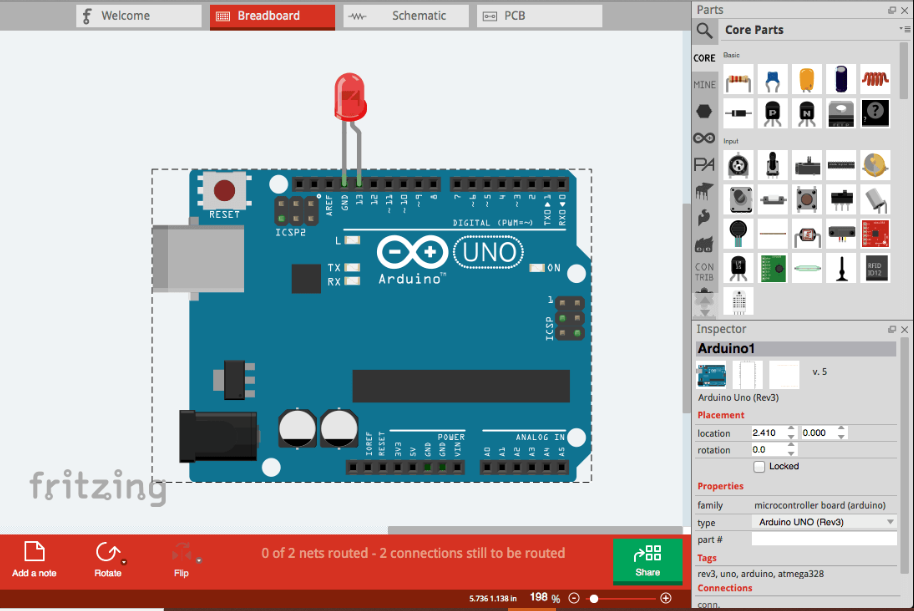 Welcome
Breadboard
Schematic
PCB
Parts
Core Parts
CORE
Basic
MINE
P
N
?
Input
PA
CON
TRIB
RFID
ID12
RESET
ICSP2
AREF
GND
13
12
~11
~10
~9
8
7
~6
~5
4
~3
2
TX0▶1
RX0◀0
DIGITAL (PWM=~)
L
TX
RX
Arduino™
UNO
ON
1
ICSP
IOREF
RESET
3V3
5V
GND
GND
VIN
POWER
ANALOG IN
A0
A1
A2
A3
A4
A5
fritzing
Inspector
Arduino1
v. 5
Arduino Uno (Rev3)
Placement
location 2.410 0.000
rotation 0.0
Locked
Properties
family microcontroller board (arduino)
type Arduino UNO (Rev3)
part #
Tags
rev3, uno, arduino, atmega328
Connections
conn.
Add a note
Rotate
Flip
0 of 2 nets routed - 2 connections still to be routed
Share
5.736 1.138 in 198 %